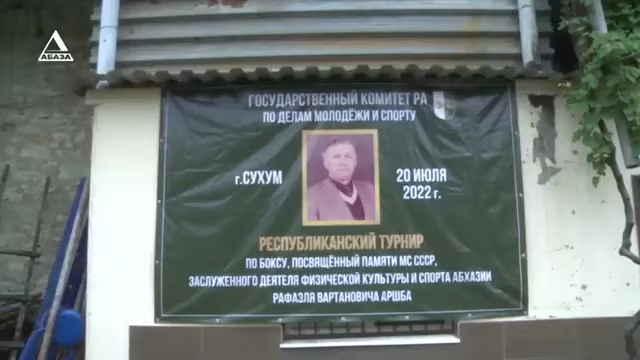 АБАЗА
ГОСУДАРСТВЕННЫЙ КОМИТЕТ РА
ПО ДЕЛАМ МОЛОДЁЖИ И СПОРТУ
г.СУХУМ
20 ИЮЛЯ
2022 г.
РЕСПУБЛИКАНСКИЙ ТУРНИР
ПО БОКСУ, ПОСВЯЩЁННЫЙ ПАМЯТИ МС СССР,
ЗАСЛУЖЕННОГО ДЕЯТЕЛЯ ФИЗИЧЕСКОЙ КУЛЬТУРЫ И СПОРТА АБХАЗИИ
РАФАЭЛЯ ВАРТАНОВИЧА АРШБА